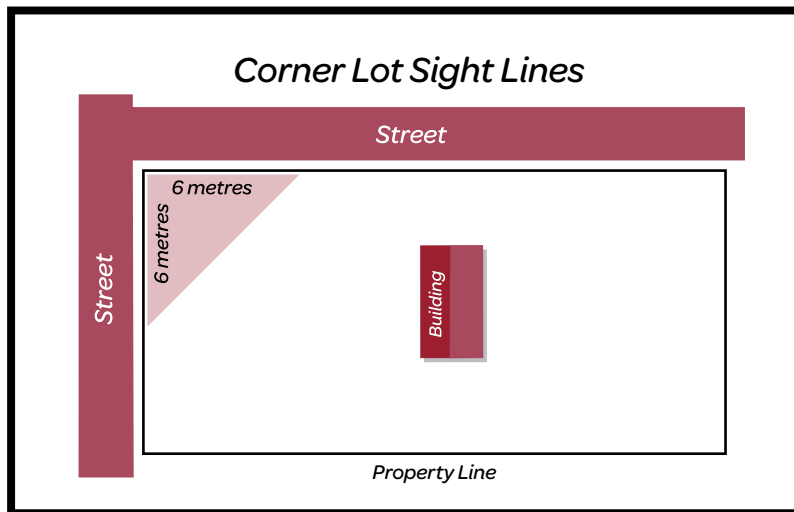 Corner Lot Sight Lines
Street
6 metres
6 metres
Street
Building
Property Line